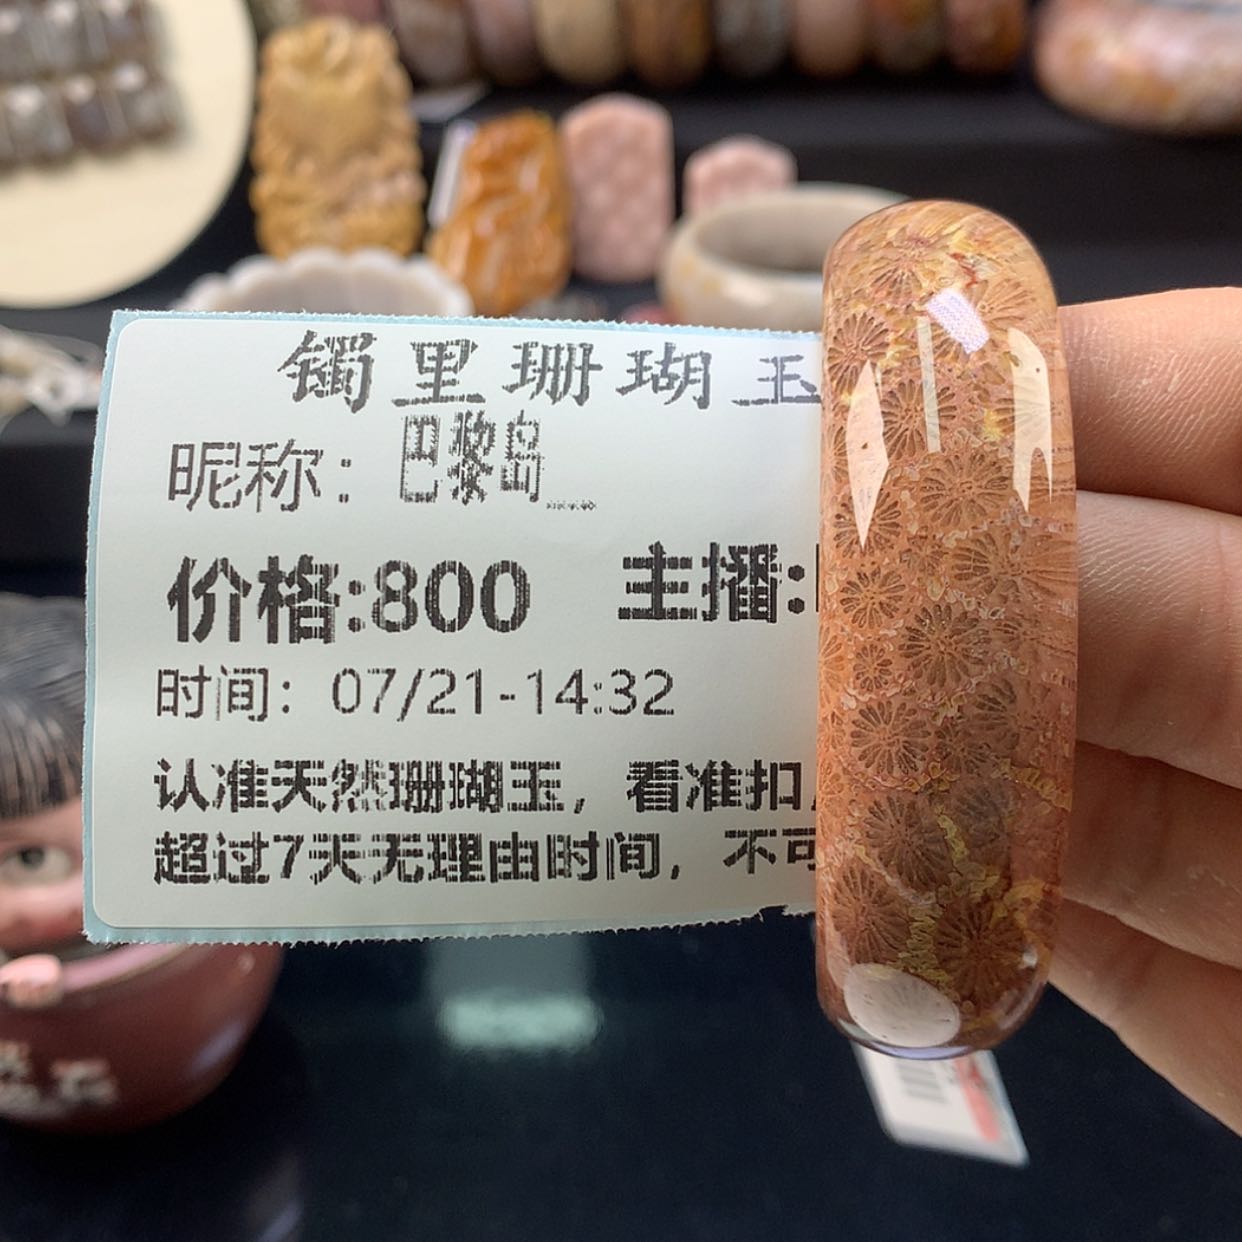 镯里珊瑚玉
昵称：巴黎岛
价格:800 主播:
时间：07/21-14:32
认准天然珊瑚玉，看准扣
超过7天无理由时间，不可